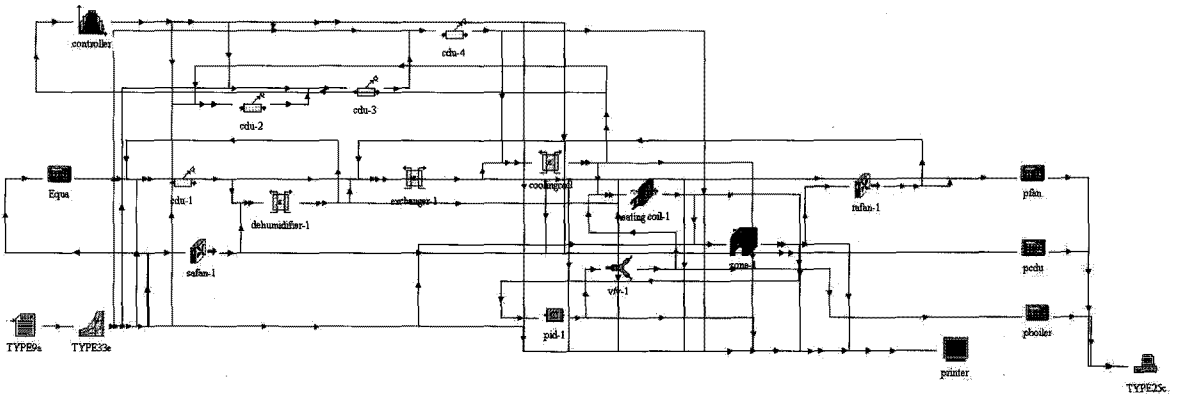 controller
cdu-4
cdu-3
cdu-2
Equa
cdu-1
exchanger-1
coolingcoil
heating coil-1
rafan-1
pfan
dehumidifier-1
safan-1
zone-1
pcdu
vfv-1
TYPE9a
TYPE33e
pid-1
pboiler
printer
TYPE25c